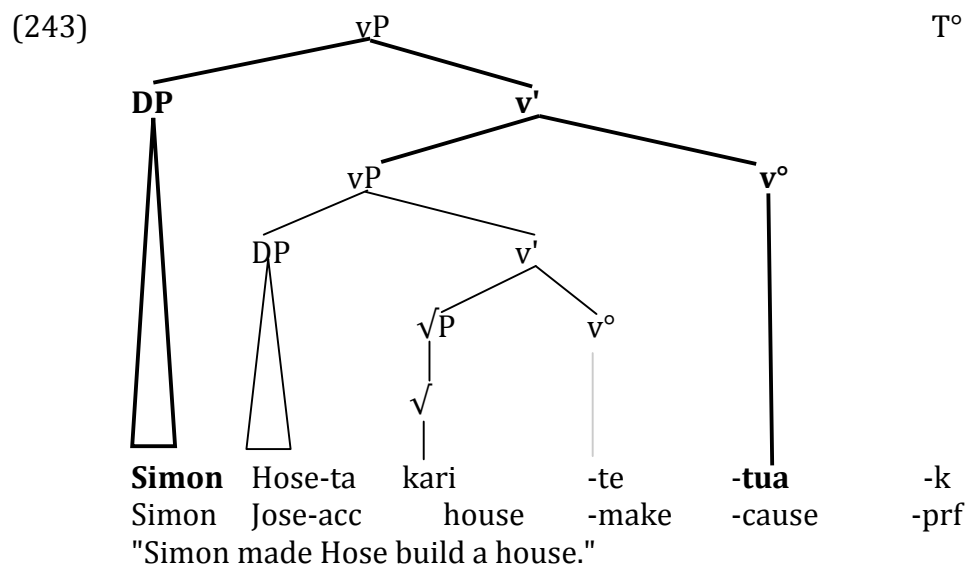 (243) vP T°
DP v'
vP v°
DP v'
√P v°
√
Simon Hose-ta kari -te -tua -k
Simon Jose-acc house -make -cause -prf
"Simon made Hose build a house."